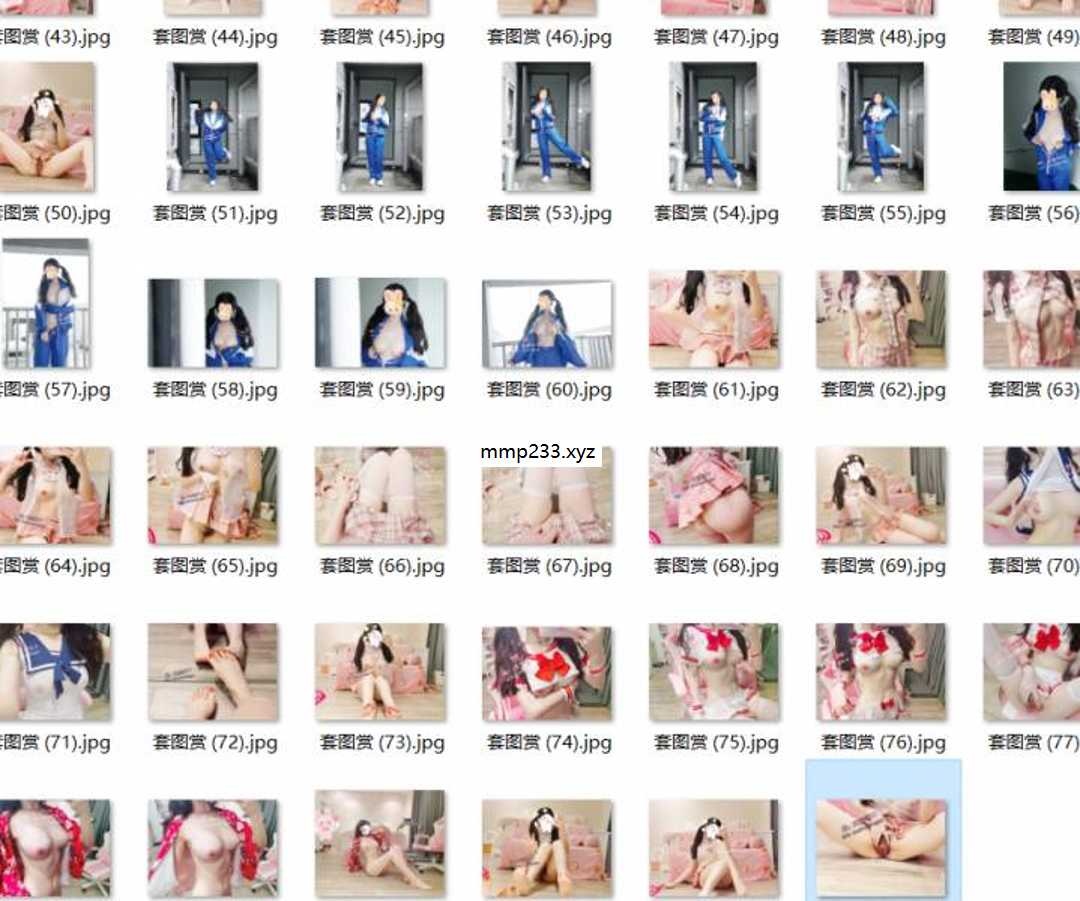 套图赏 (43).jpg 套图赏 (44).jpg 套图赏 (45).jpg 套图赏 (46).jpg 套图赏 (47).jpg 套图赏 (48).jpg 套图赏 (49)
套图赏 (50).jpg 套图赏 (51).jpg 套图赏 (52).jpg 套图赏 (53).jpg 套图赏 (54).jpg 套图赏 (55).jpg 套图赏 (56)
套图赏 (57).jpg 套图赏 (58).jpg 套图赏 (59).jpg 套图赏 (60).jpg 套图赏 (61).jpg 套图赏 (62).jpg 套图赏 (63)
mmp233.xyz
套图赏 (64).jpg 套图赏 (65).jpg 套图赏 (66).jpg 套图赏 (67).jpg 套图赏 (68).jpg 套图赏 (69).jpg 套图赏 (70)
套图赏 (71).jpg 套图赏 (72).jpg 套图赏 (73).jpg 套图赏 (74).jpg 套图赏 (75).jpg 套图赏 (76).jpg 套图赏 (77)